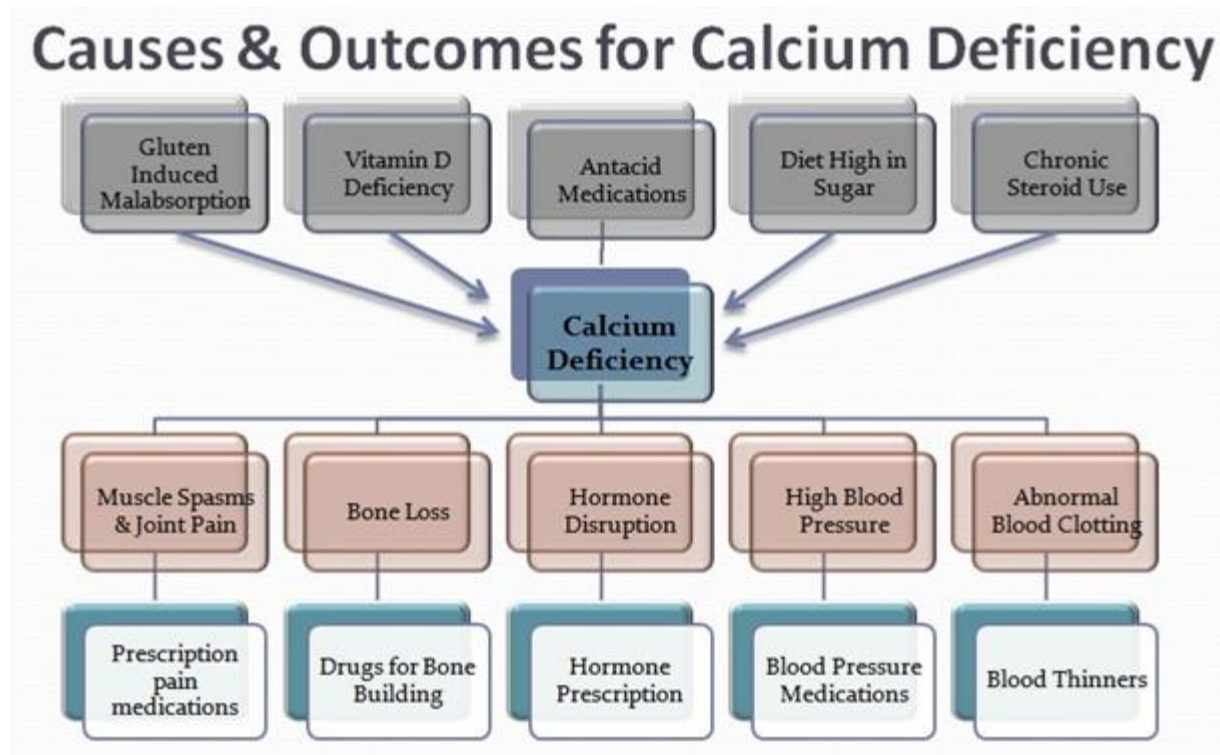 Causes & Outcomes for Calcium Deficiency
Gluten
Induced
Malabsorption
Vitamin D
Deficiency
Antacid
Medications
Diet High in
Sugar
Chronic
Steroid Use
Calcium
Deficiency
Muscle Spasms
& Joint Pain
Bone Loss
Hormone
Disruption
High Blood
Pressure
Abnormal
Blood Clotting
Prescription
pain
medications
Drugs for Bone
Building
Hormone
Prescription
Blood Pressure
Medications
Blood Thinners